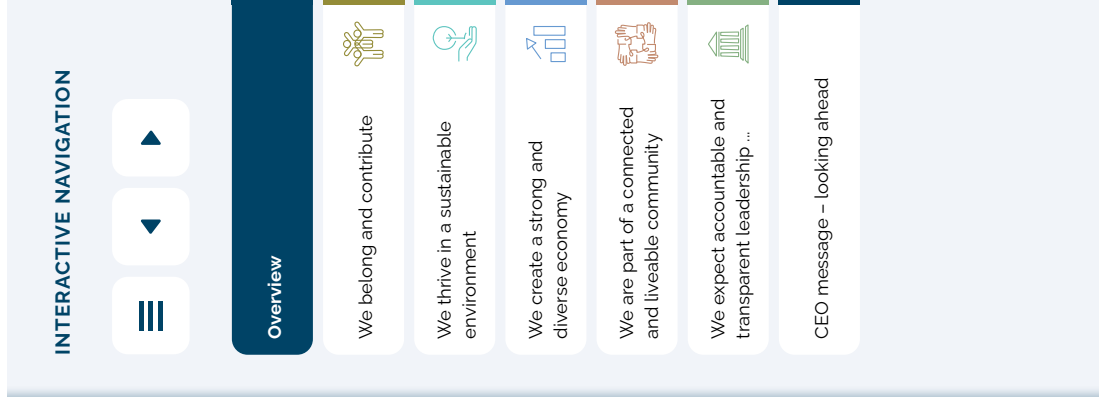 INTERACTIVE NAVIGATION
Overview
We belong and contribute
We thrive in a sustainable
environment
We create a strong and
diverse economy
We are part of a connected
and liveable community
We expect accountable and
transparent leadership ...
CEO message – looking ahead